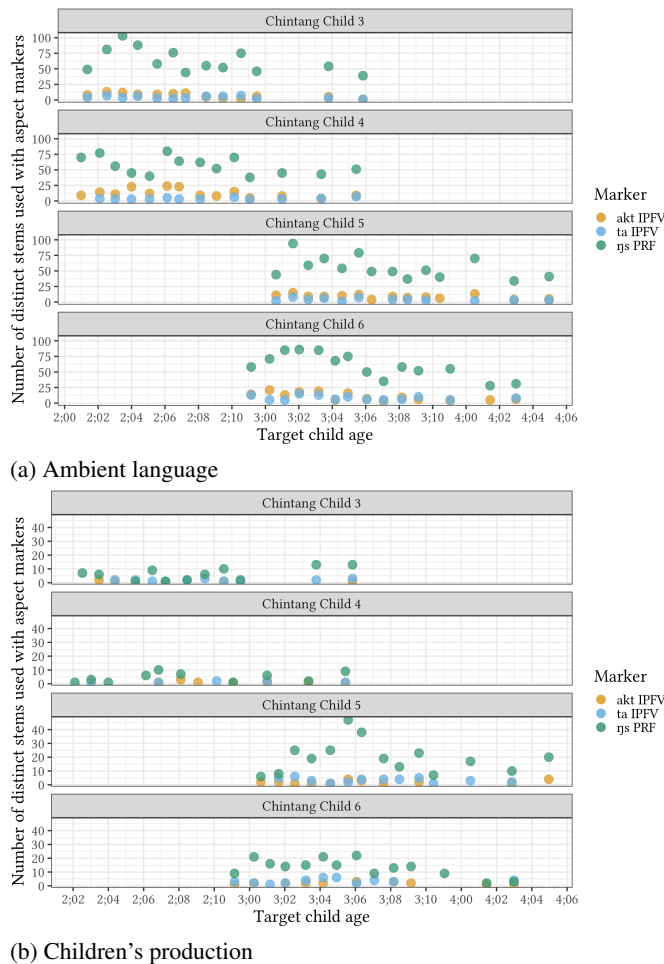 Chintang Child 3
100
75
50
25
0
Chintang Child 4
100
75
50
25
0
Chintang Child 5
100
75
50
25
0
Chintang Child 6
100
75
50
25
0
Number of distinct stems used with aspect markers
2;00 2;02 2;04 2;06 2;08 2;10 3;00 3;02 3;04 3;06 3;08 3;10 4;00 4;02 4;04 4;06
Target child age
Marker
akt IPFV
ta IPFV
ŋs PRF
(a) Ambient language
Chintang Child 3
40
30
20
10
0
Chintang Child 4
40
30
20
10
0
Chintang Child 5
40
30
20
10
0
Chintang Child 6
40
30
20
10
0
Number of distinct stems used with aspect markers
2;02 2;04 2;06 2;08 2;10 3;00 3;02 3;04 3;06 3;08 3;10 4;00 4;02 4;04 4;06
Target child age
Marker
akt IPFV
ta IPFV
ŋs PRF
(b) Children's production